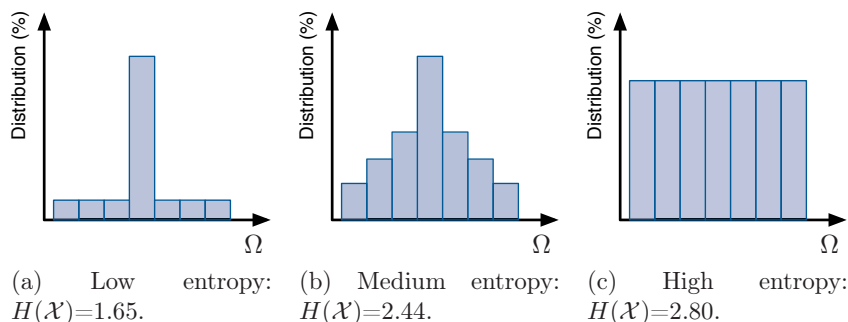 Distribution (%)
Ω
(a) Low entropy:
H(𝒳)=1.65.
Distribution (%)
Ω
(b) Medium entropy:
H(𝒳)=2.44.
Distribution (%)
Ω
(c) High entropy:
H(𝒳)=2.80.